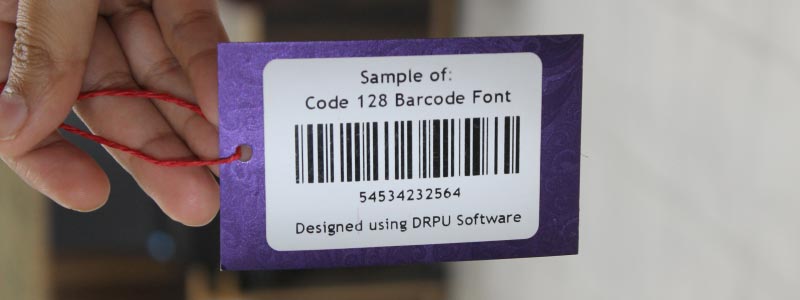 Sample of:
Code 128 Barcode Font
54534232564
Designed using DRPU Software